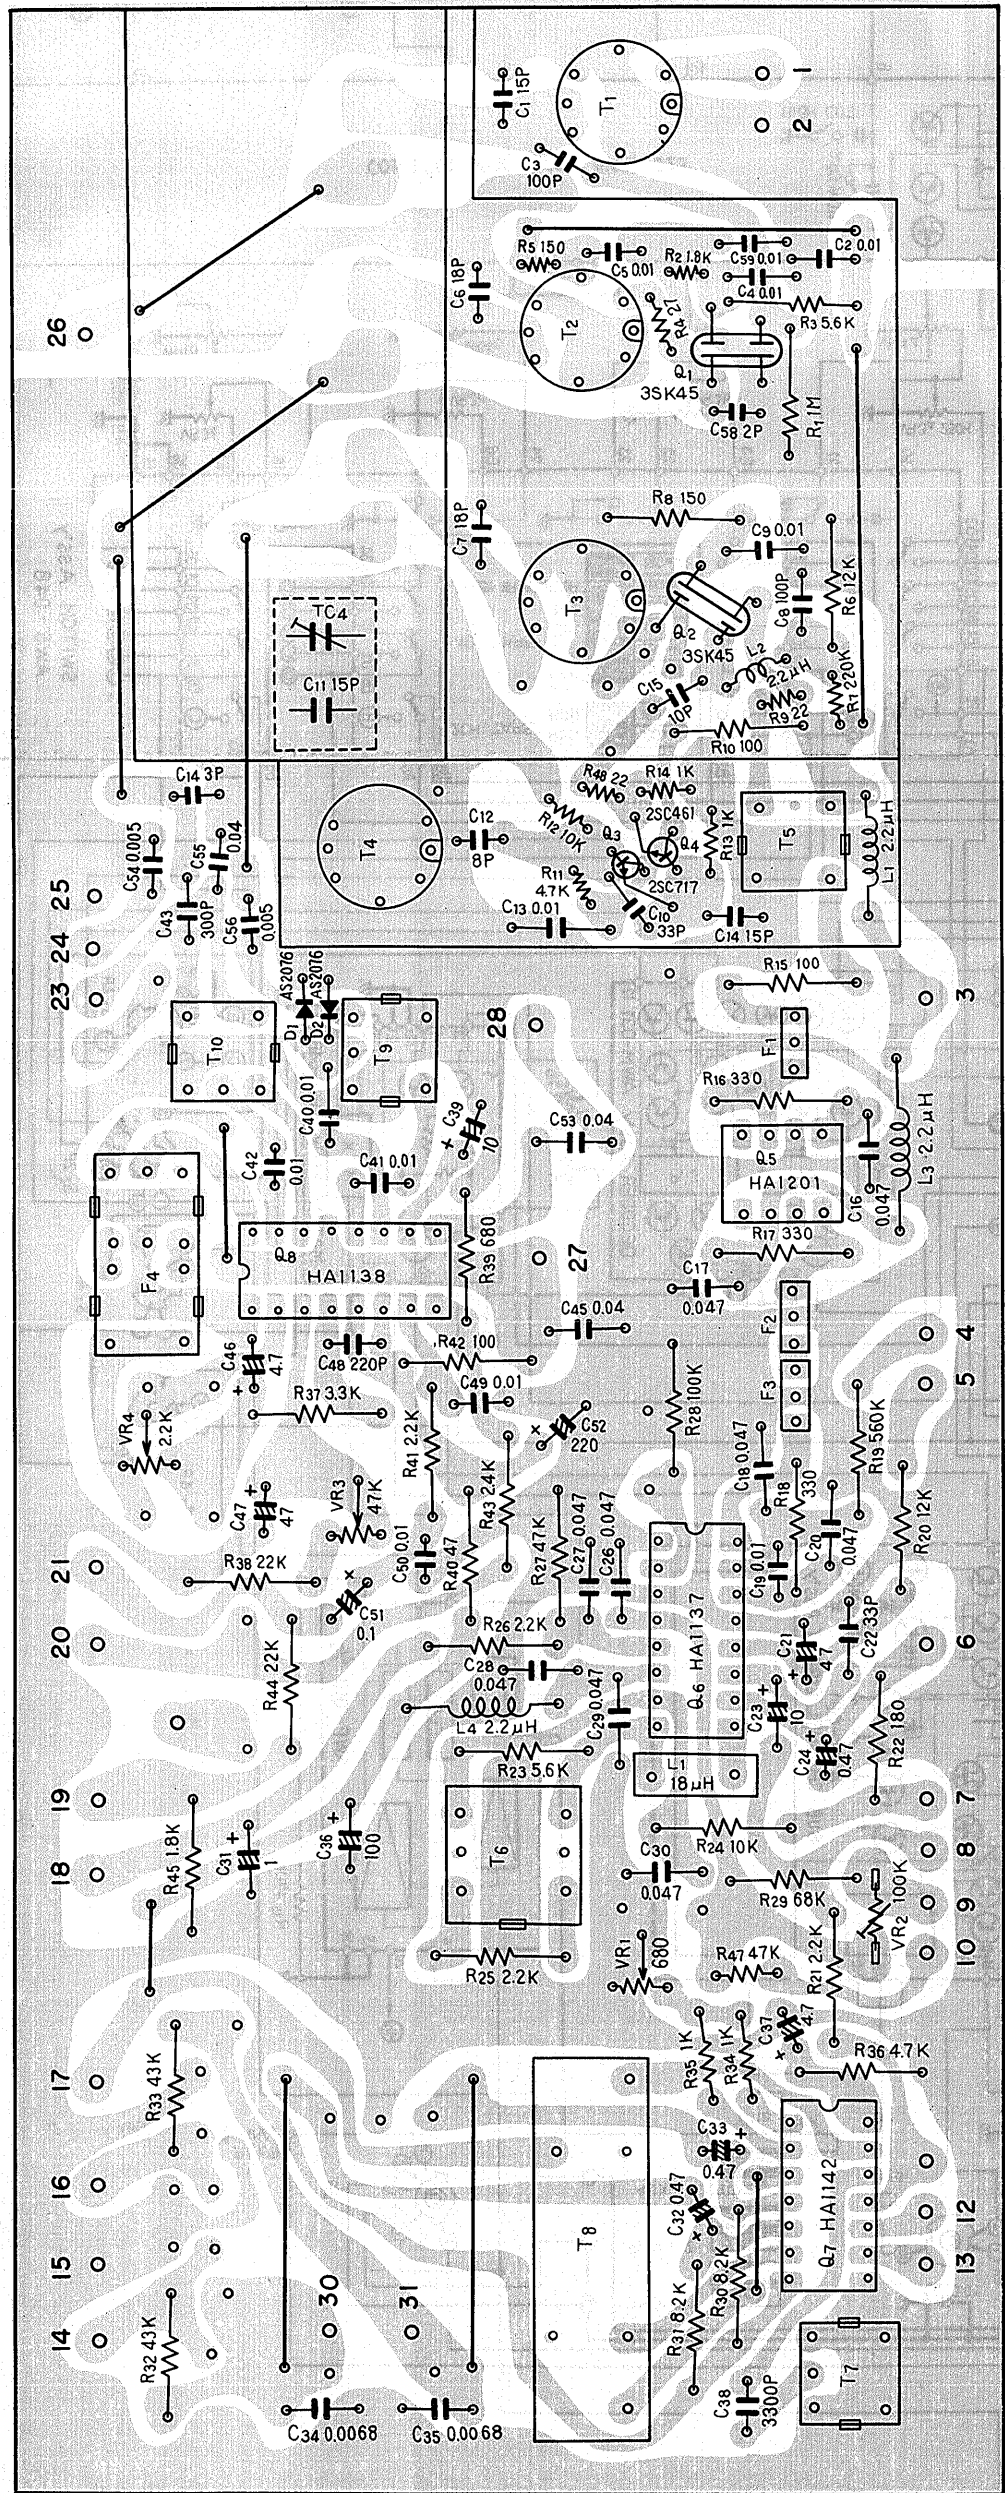 C1 15P
T1
1
2
C3
100P
R5 150
C5 0.01
R2 1.8K
C59 0.01
C2 0.01
C4 0.01
C6 18P
T2
R4 27
R3 5.6K
26
Q1
3SK45
C58 2P
R1 1M
R8 150
C7 18P
C9 0.01
T3
TC4
C8 100P
R6 12K
Q2
3SK45
L2
2.2µH
C11 15P
C15
10P
R9 22
R7 220K
R10 100
C14 3P
R48 22
R14 1K
T4
C12
8P
R12 10K
Q3
2SC461
Q4
R13 1K
T5
L1 2.2µH
C54 0.005
C55
0.04
R11
4.7K
2SC717
25
C43
300P
C56
0.005
C13 0.01
C10
33P
C14 15P
24
AS2076
AS2076
R15 100
23
D1
D2
T10
T9
28
F1
3
C40 0.01
C39
+
10
R16 330
C53 0.04
C42
0.01
C41 0.01
Q5
HA1201
C16
0.047
L3 2.2µH
F4
Q8
HA1138
R39 680
27
R17 330
C17
0.047
C45 0.04
F2
4
C46
4.7
+
C48 220P
R42 100
F3
5
R37 3.3K
C49 0.01
R28 100K
VR4
2.2K
R41 2.2K
C52
220
C18 0.047
R19 560K
C47
+
47
VR3
47K
R43 2.4K
R18
330
R20 12K
R38 22K
C50 0.01
R40 47
R27 47K
C27 0.047
C26 0.047
C19 0.01
C20
0.047
21
C51
0.1
Q6 HA1137
20
R26 2.2K
C21
47
+
C22 33P
6
R44 22K
C28
0.047
C29 0.047
C23
+
10
L4 2.2µH
C24
+
0.47
R22 180
R23 5.6K
L1
18µH
19
7
R45 1.8K
C31
+
1
C36
+
100
T6
R24 10K
8
18
C30
0.047
R29 68K
9
VR2 100K
R25 2.2K
VR1
680
R47 47K
R21 2.2K
10
C37
4.7
R35 1K
R34 1K
R36 4.7K
17
R33 43K
C33
+
0.47
16
T8
C32 0.47
Q7 HA1142
12
15
R30 8.2K
13
30
31
R31 8.2K
14
R32 43K
T7
C34 0.0068
C35 0.0068
C38
3300P